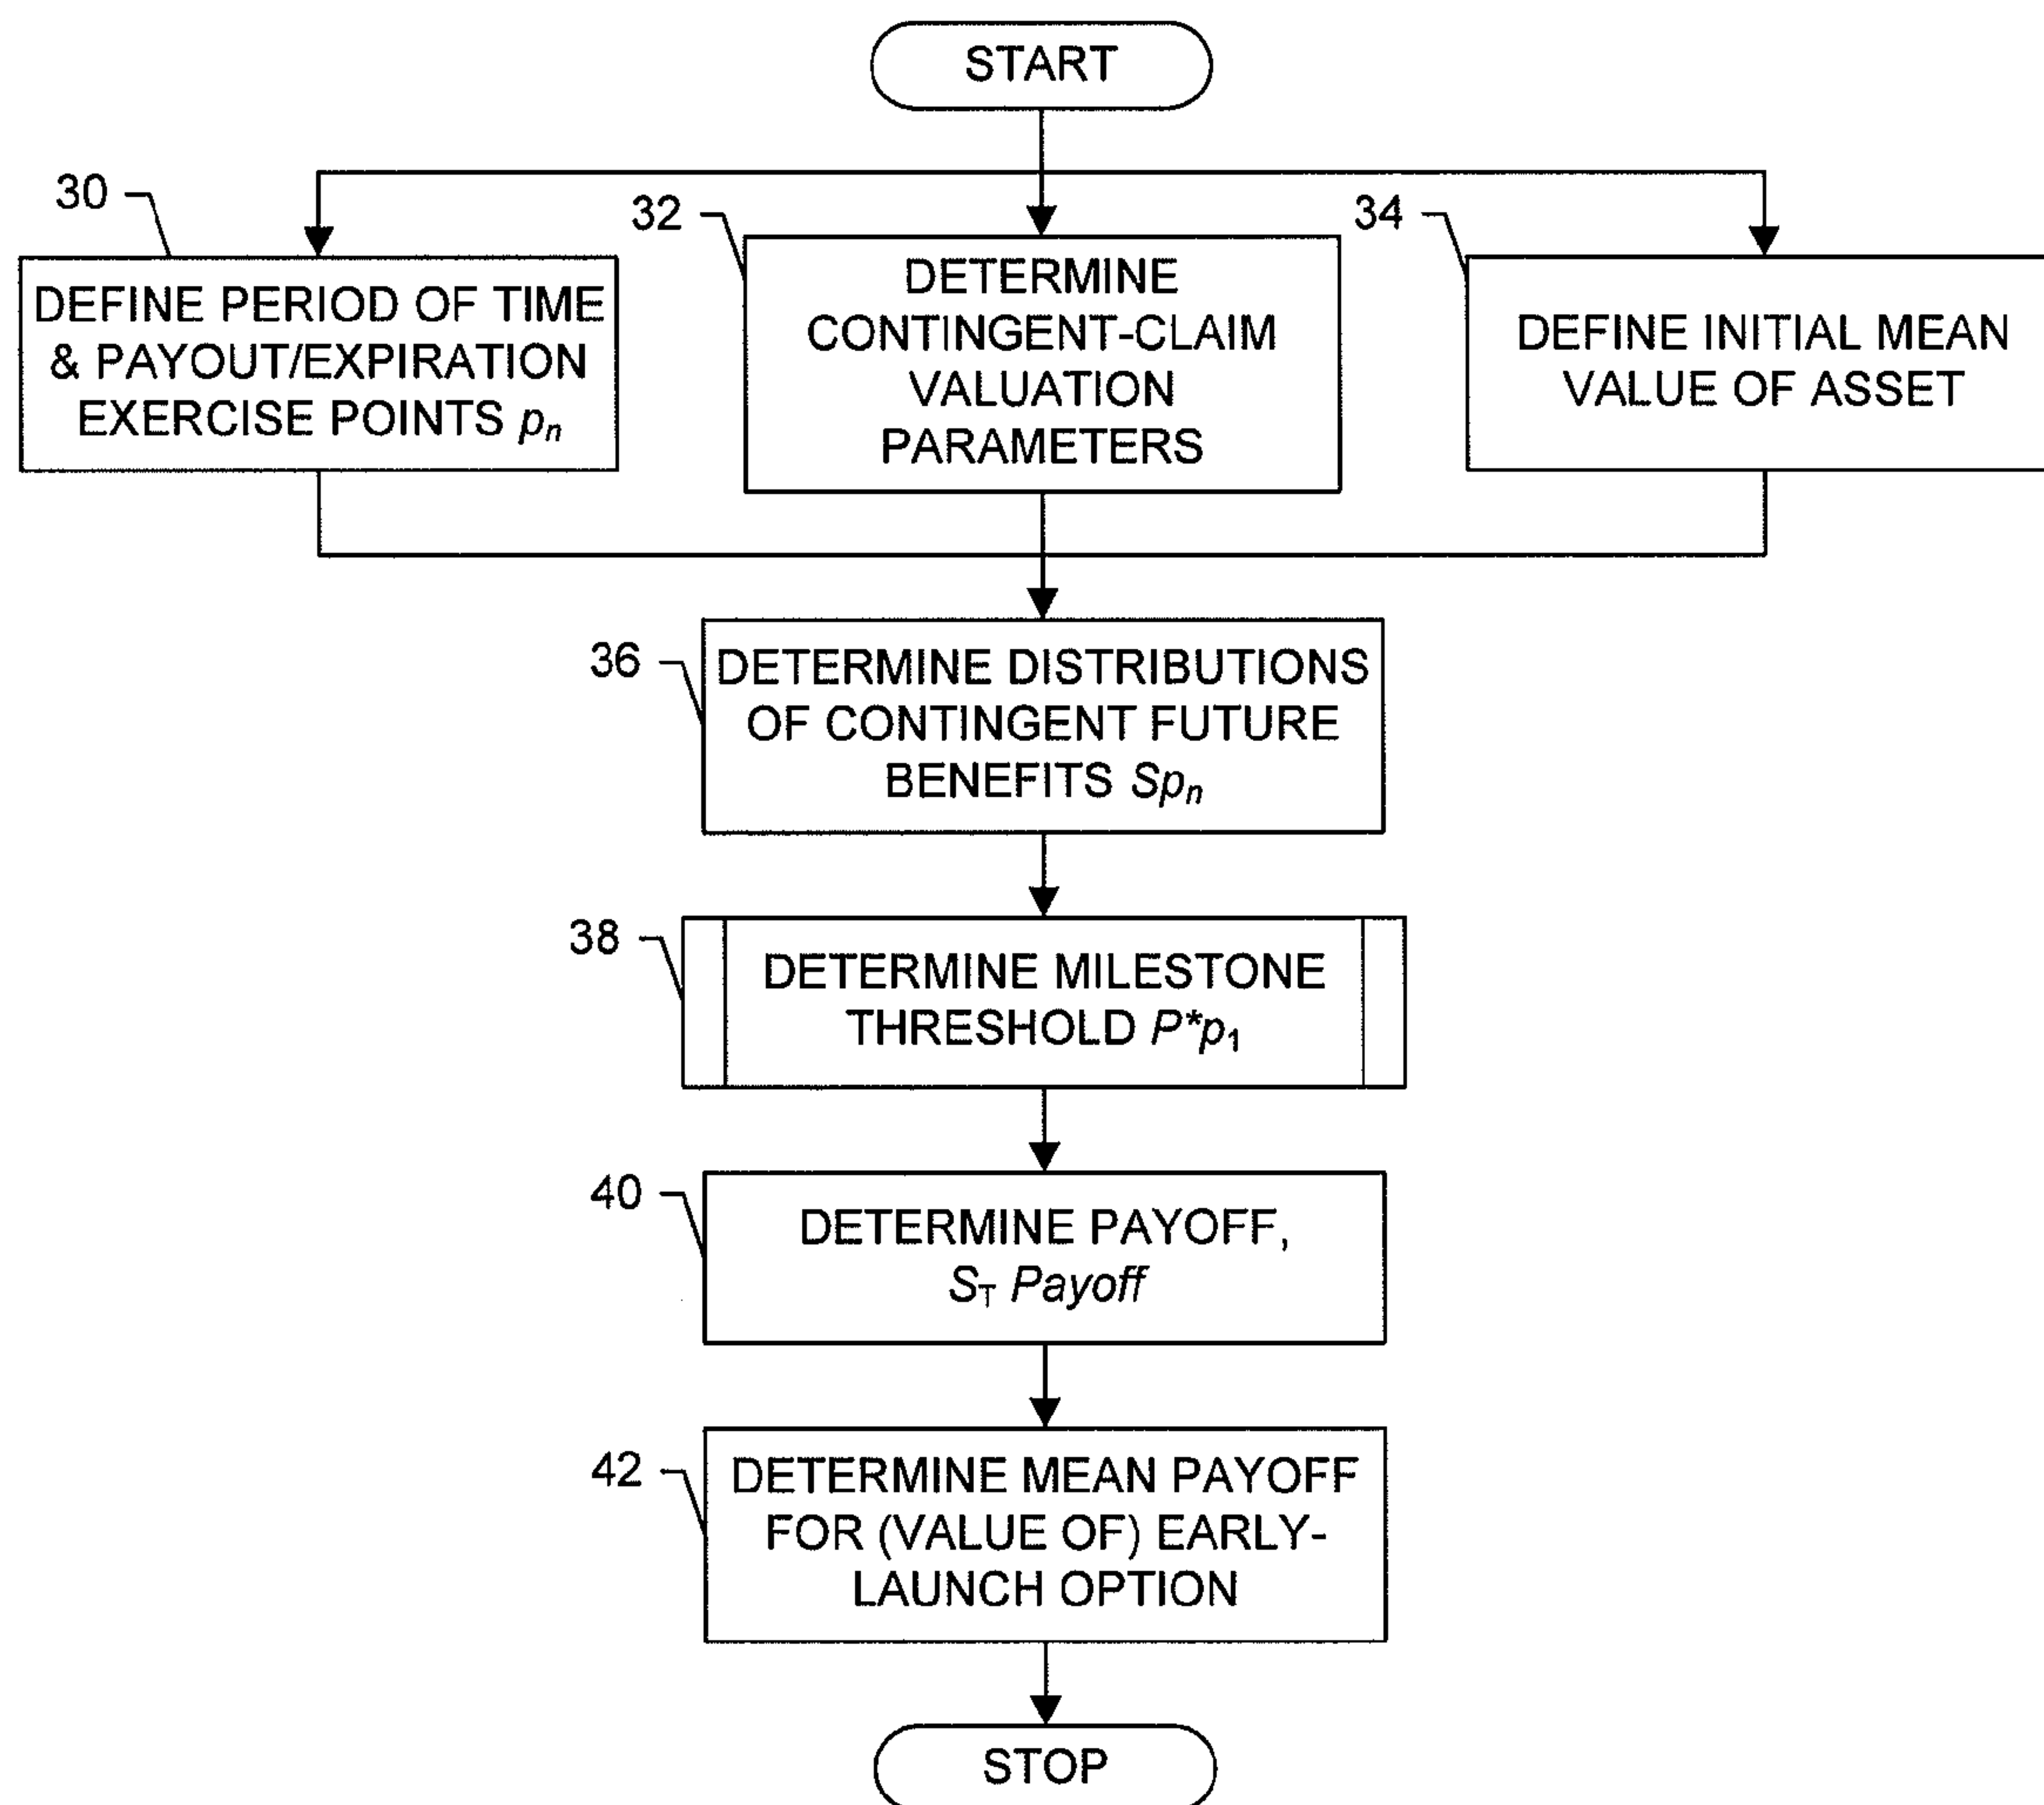 START
30
DEFINE PERIOD OF TIME
& PAYOUT/EXPIRATION
EXERCISE POINTS pn
32
DETERMINE
CONTINGENT-CLAIM
VALUATION
PARAMETERS
34
DEFINE INITIAL MEAN
VALUE OF ASSET
36
DETERMINE DISTRIBUTIONS
OF CONTINGENT FUTURE
BENEFITS Spn
38
DETERMINE MILESTONE
THRESHOLD P*p1
40
DETERMINE PAYOFF,
ST Payoff
42
DETERMINE MEAN PAYOFF
FOR (VALUE OF) EARLY-
LAUNCH OPTION
STOP